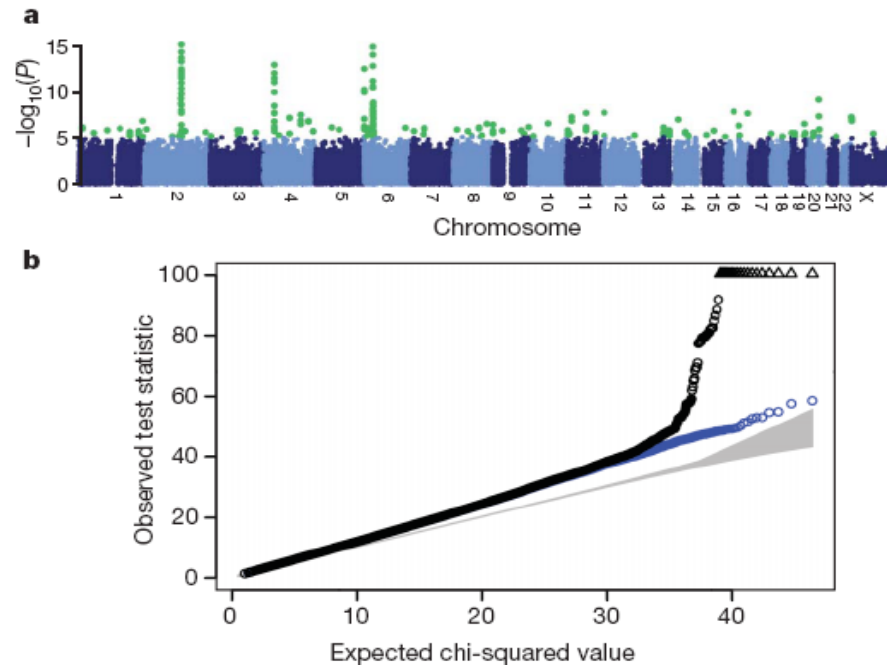 a
15
10
5
0
–log₁₀(P)
1 2 3 4 5 6 7 8 9 10 11 12 13 14 15 16 17 18 19 20 21 22 X
Chromosome
b
100
80
60
40
20
0
Observed test statistic
0 10 20 30 40
Expected chi-squared value